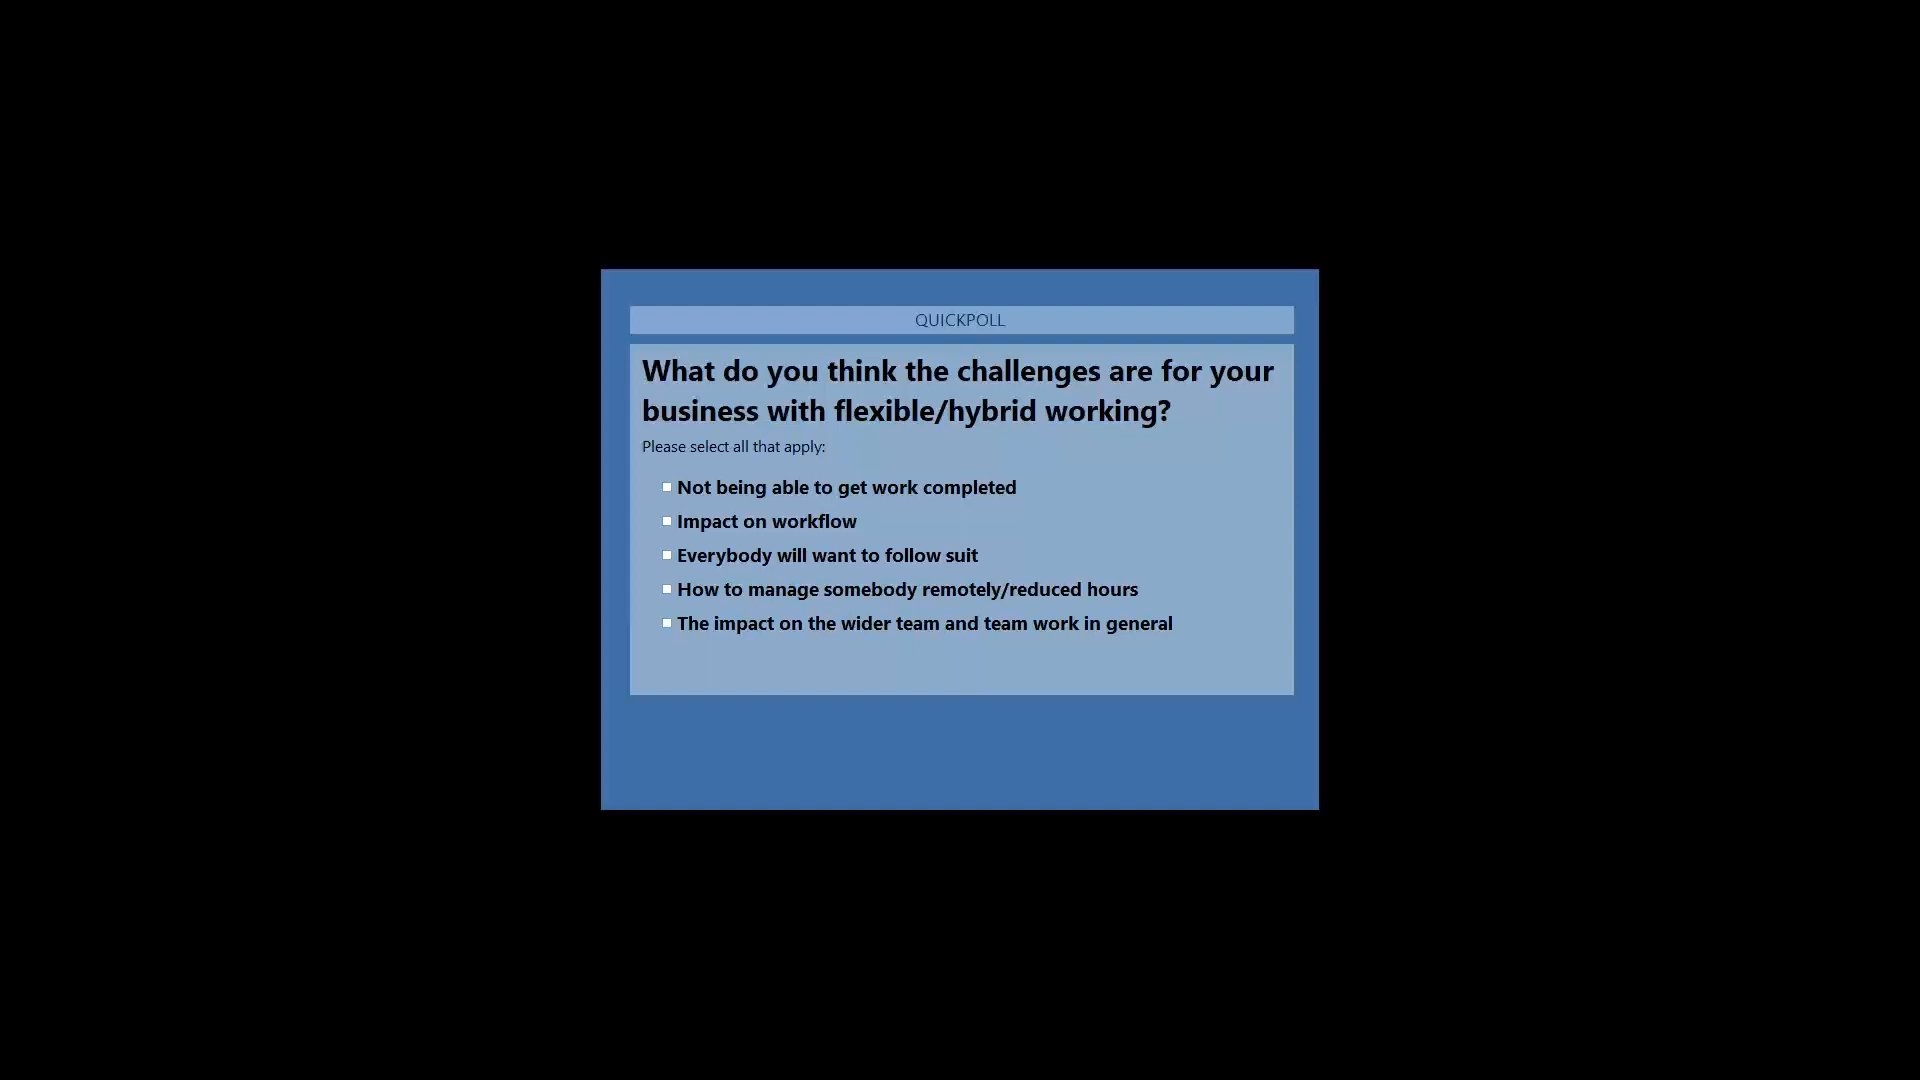 QUICKPOLL
What do you think the challenges are for your
business with flexible/hybrid working?
Please select all that apply:
Not being able to get work completed
Impact on workflow
Everybody will want to follow suit
How to manage somebody remotely/reduced hours
The impact on the wider team and team work in general